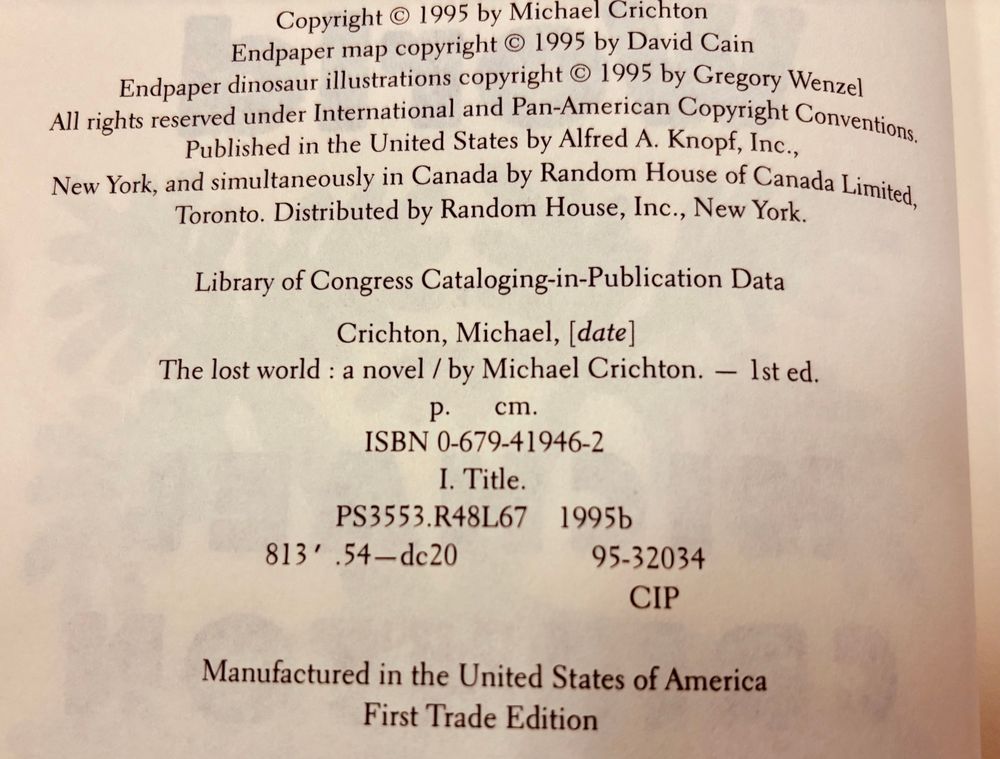 Copyright © 1995 by Michael Crichton
Endpaper map copyright © 1995 by David Cain
Endpaper dinosaur illustrations copyright © 1995 by Gregory Wenzel
All rights reserved under International and Pan-American Copyright Conventions.
Published in the United States by Alfred A. Knopf, Inc.,
New York, and simultaneously in Canada by Random House of Canada Limited,
Toronto. Distributed by Random House, Inc., New York.
Library of Congress Cataloging-in-Publication Data
Crichton, Michael, [date]
The lost world : a novel / by Michael Crichton. — 1st ed.
p. cm.
ISBN 0-679-41946-2
I. Title.
PS3553.R48L67 1995b
813′ .54—dc20 95-32034
CIP
Manufactured in the United States of America
First Trade Edition